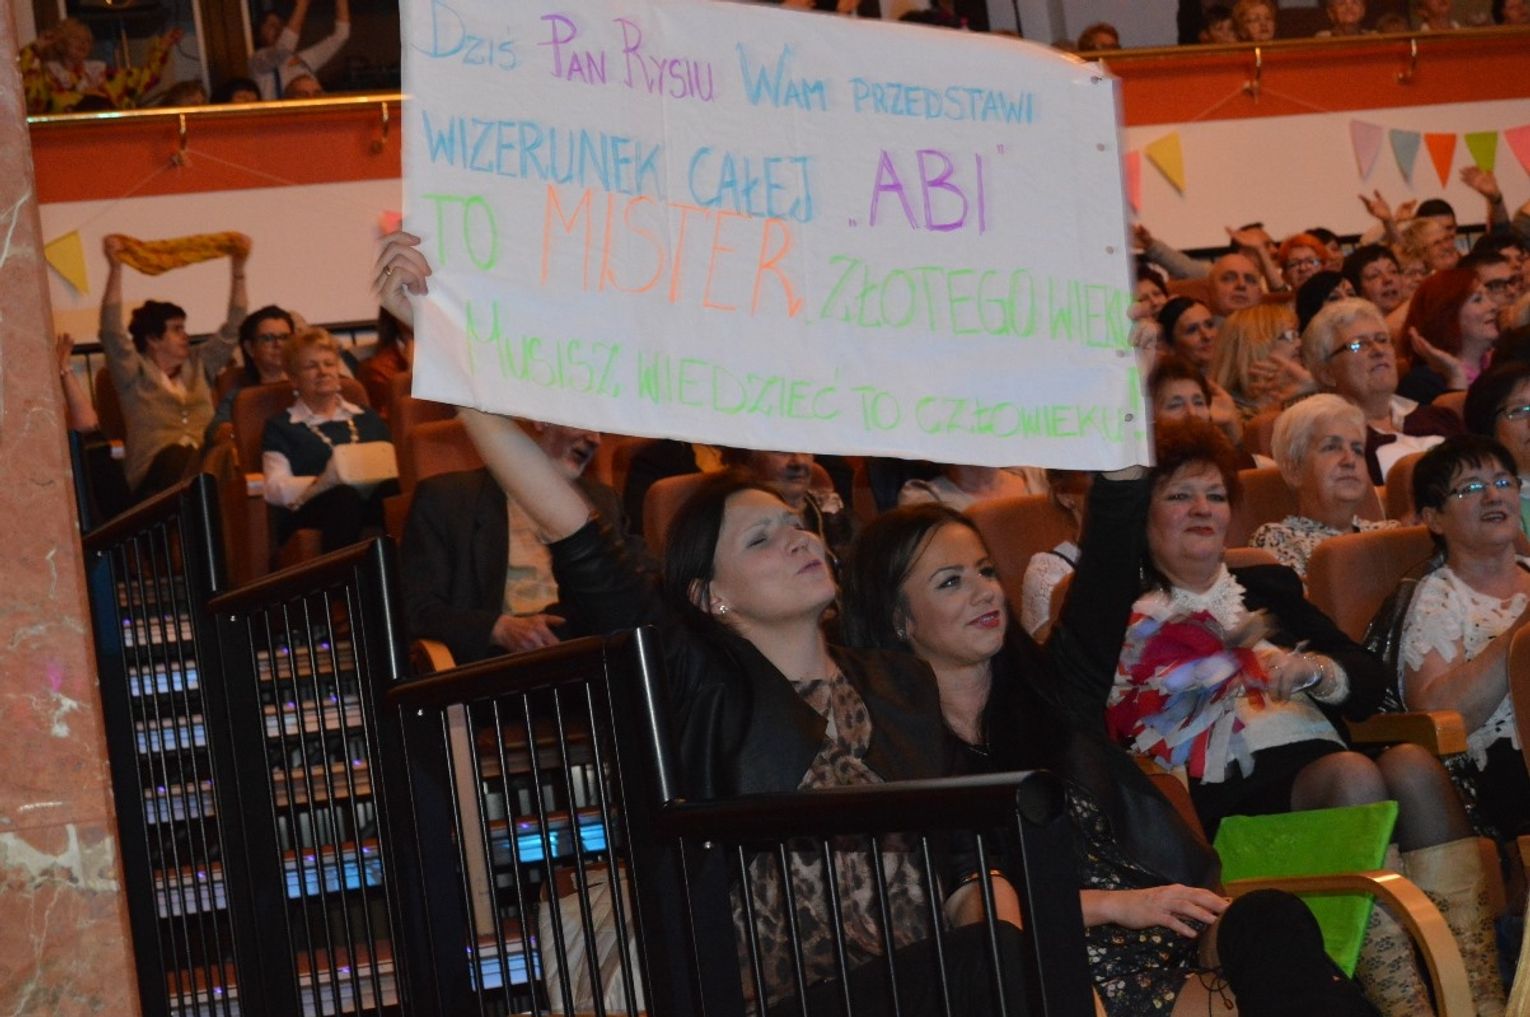 Dziś Pan Rysiu Wam przedstawi
wizerunek całej „ABI"
to MISTER złotego wieku
Musisz wiedzieć to człowieku!